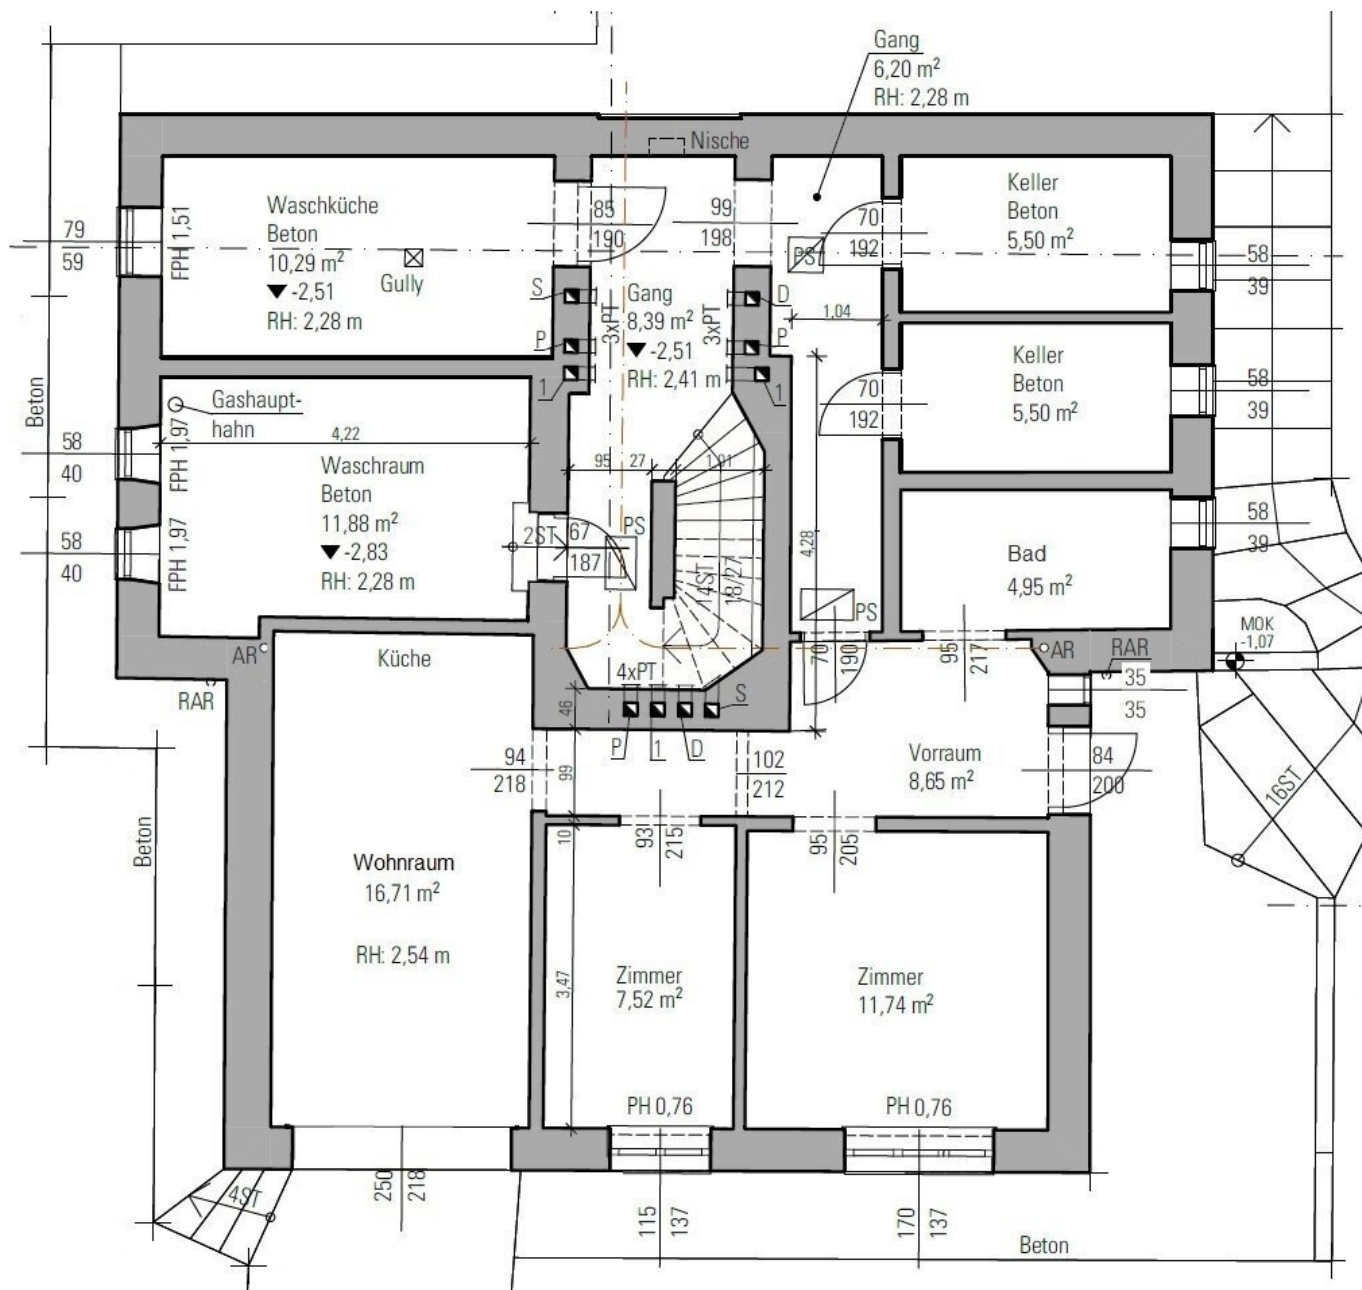 Gang
6,20 m²
RH: 2,28 m
Nische
Waschküche
Beton
10,29 m²
-2,51
RH: 2,28 m
Gully
FPH 1,51
79
59
85
190
99
198
70
192
PS
Keller
Beton
5,50 m²
58
39
S
P
1
3xPT
Gang
8,39 m²
-2,51
RH: 2,41 m
3xPT
D
P
1
1,04
70
192
Keller
Beton
5,50 m²
58
39
Beton
Gashaupt-
hahn
4,22
FPH 1,97
58
40
Waschraum
Beton
11,88 m²
-2,83
RH: 2,28 m
FPH 1,97
58
40
95
27
1,01
2ST
67
187
PS
14ST
18/27
4,28
PS
Bad
4,95 m²
58
39
MOK
-1,07
AR
Küche
RAR
70
190
95
217
AR
RAR
35
35
4xPT
S
P
1
D
46
99
94
218
102
212
Vorraum
8,65 m²
84
200
16ST
Beton
10
93
215
95
205
Wohnraum
16,71 m²
RH: 2,54 m
3,47
Zimmer
7,52 m²
Zimmer
11,74 m²
PH 0,76
PH 0,76
4ST
250
218
115
137
170
137
Beton